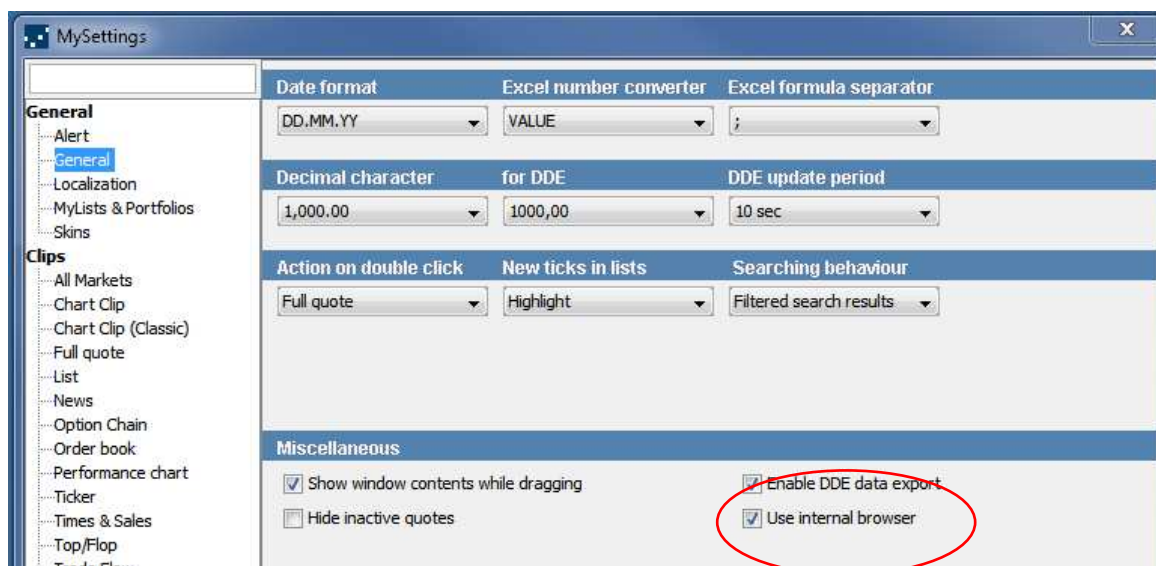 MySettings
X
General
Alert
General
Localization
MyLists & Portfolios
Skins
Clips
All Markets
Chart Clip
Chart Clip (Classic)
Full quote
List
News
Option Chain
Order book
Performance chart
Ticker
Times & Sales
Top/Flop
Date format Excel number converter Excel formula separator
DD.MM.YY VALUE ;
Decimal character for DDE DDE update period
1,000.00 1000,00 10 sec
Action on double click New ticks in lists Searching behaviour
Full quote Highlight Filtered search results
Miscellaneous
Show window contents while dragging Enable DDE data export
Hide inactive quotes Use internal browser